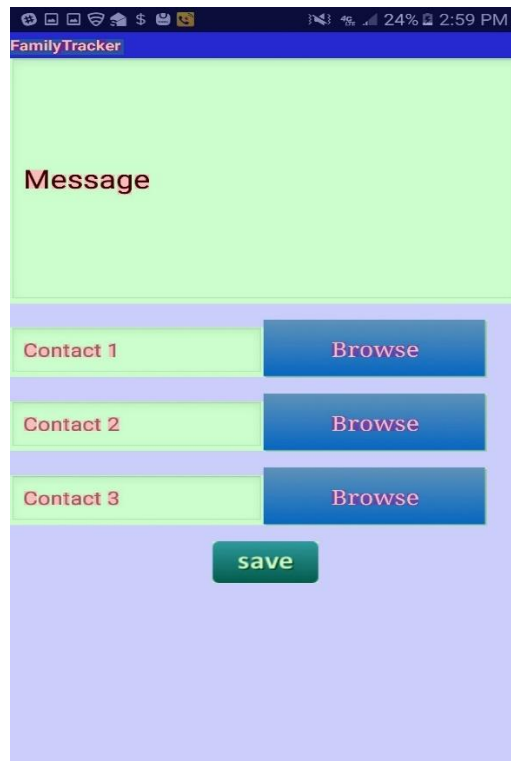 $ 24% 2:59 PM
FamilyTracker
Message
Contact 1 Browse
Contact 2 Browse
Contact 3 Browse
save